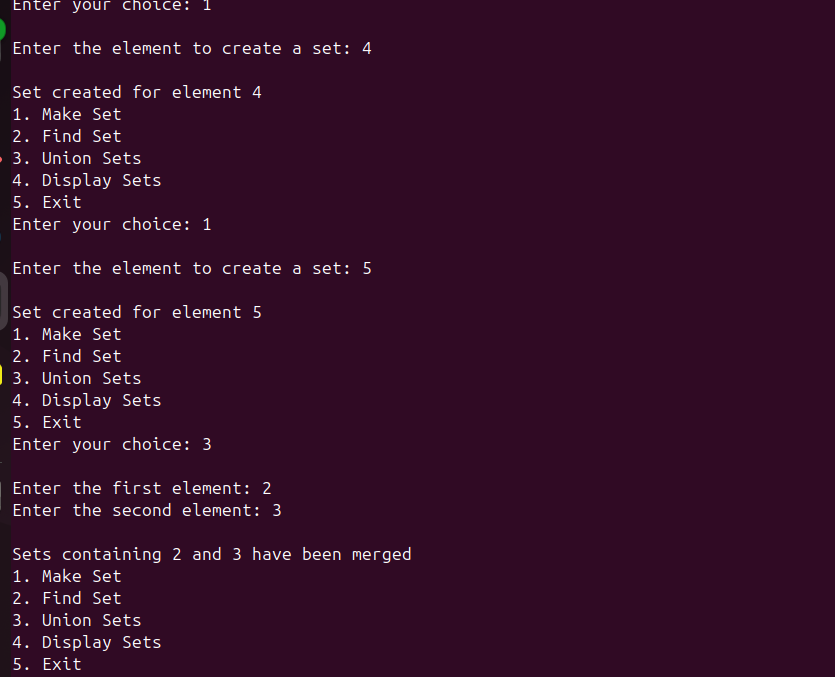 Enter your choice: 1
Enter the element to create a set: 4
Set created for element 4
1. Make Set
2. Find Set
3. Union Sets
4. Display Sets
5. Exit
Enter your choice: 1
Enter the element to create a set: 5
Set created for element 5
1. Make Set
2. Find Set
3. Union Sets
4. Display Sets
5. Exit
Enter your choice: 3
Enter the first element: 2
Enter the second element: 3
Sets containing 2 and 3 have been merged
1. Make Set
2. Find Set
3. Union Sets
4. Display Sets
5. Exit